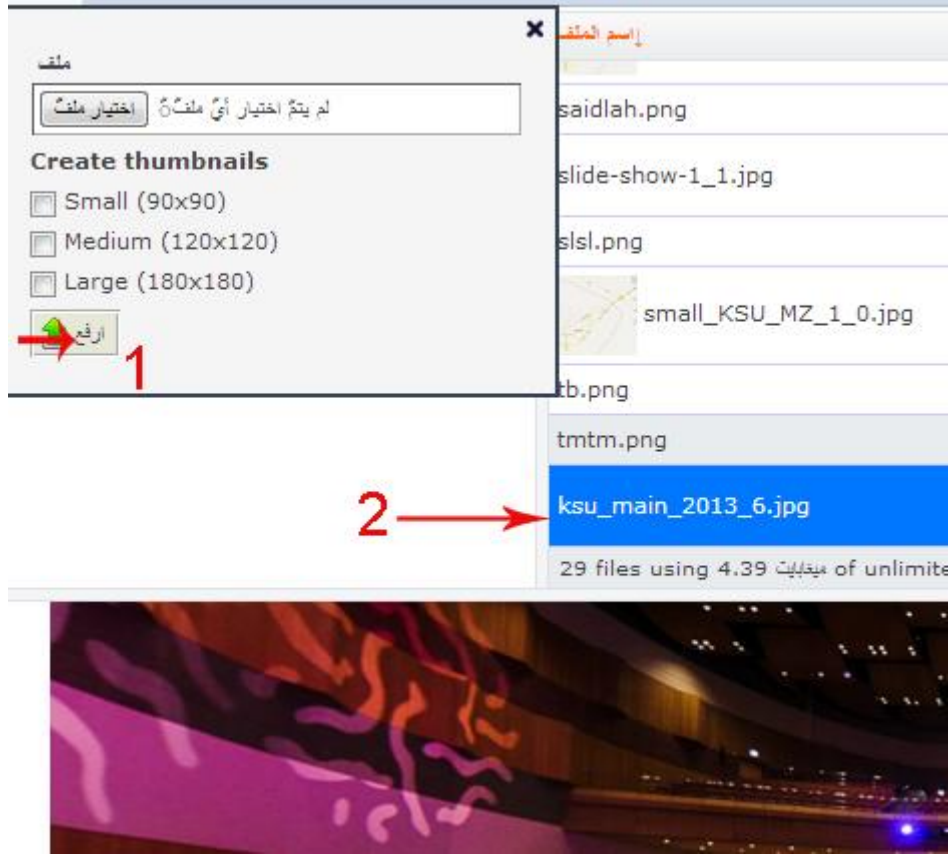 ملف
اختيار ملفٌ لم يتمّ اختيار أيّ ملفٌ
Create thumbnails
Small (90x90)
Medium (120x120)
Large (180x180)
ارفع
1
إسم الملف
saidlah.png
slide-show-1_1.jpg
slsl.png
small_KSU_MZ_1_0.jpg
tb.png
tmtm.png
2
ksu_main_2013_6.jpg
29 files using 4.39 ميغابايت of unlimite